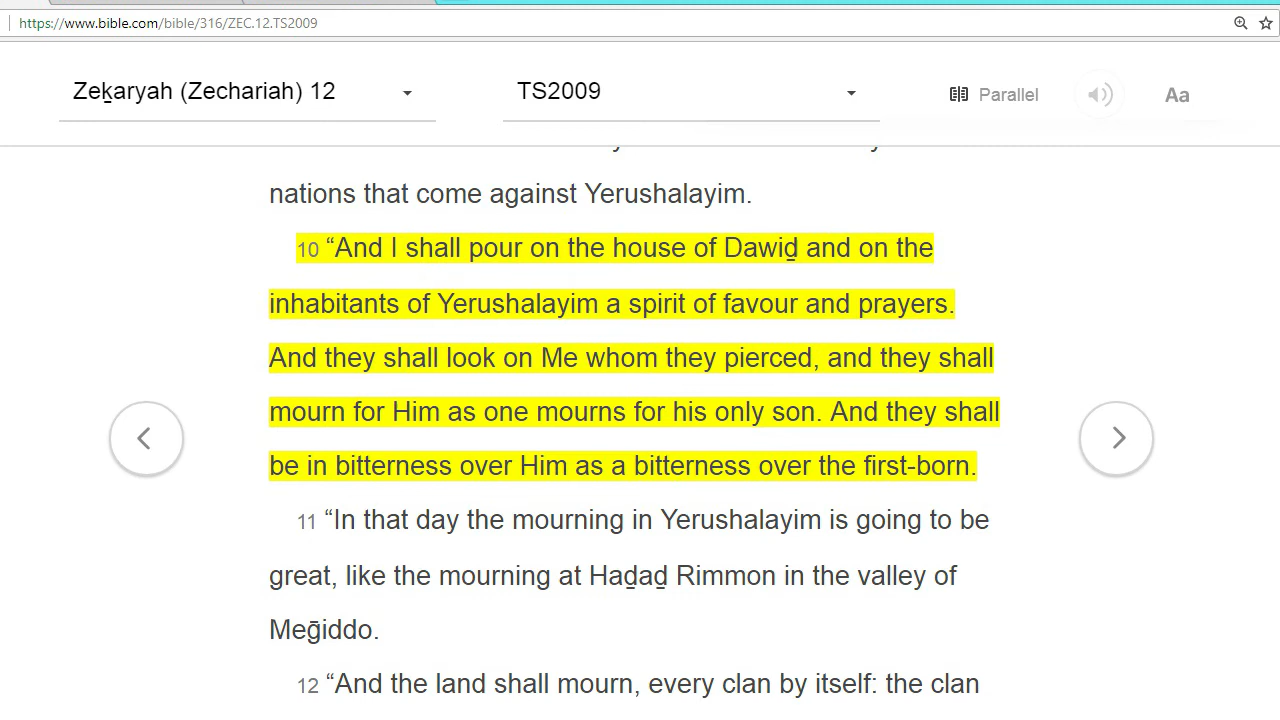 https://www.bible.com/bible/316/ZEC.12.TS2009
Zeḵaryah (Zechariah) 12
TS2009
Parallel
Aa
nations that come against Yerushalayim.
10 “And I shall pour on the house of Dawiḏ and on the
inhabitants of Yerushalayim a spirit of favour and prayers.
And they shall look on Me whom they pierced, and they shall
mourn for Him as one mourns for his only son. And they shall
be in bitterness over Him as a bitterness over the first-born.
11 “In that day the mourning in Yerushalayim is going to be
great, like the mourning at Haḏaḏ Rimmon in the valley of
Meḡiddo.
12 “And the land shall mourn, every clan by itself: the clan